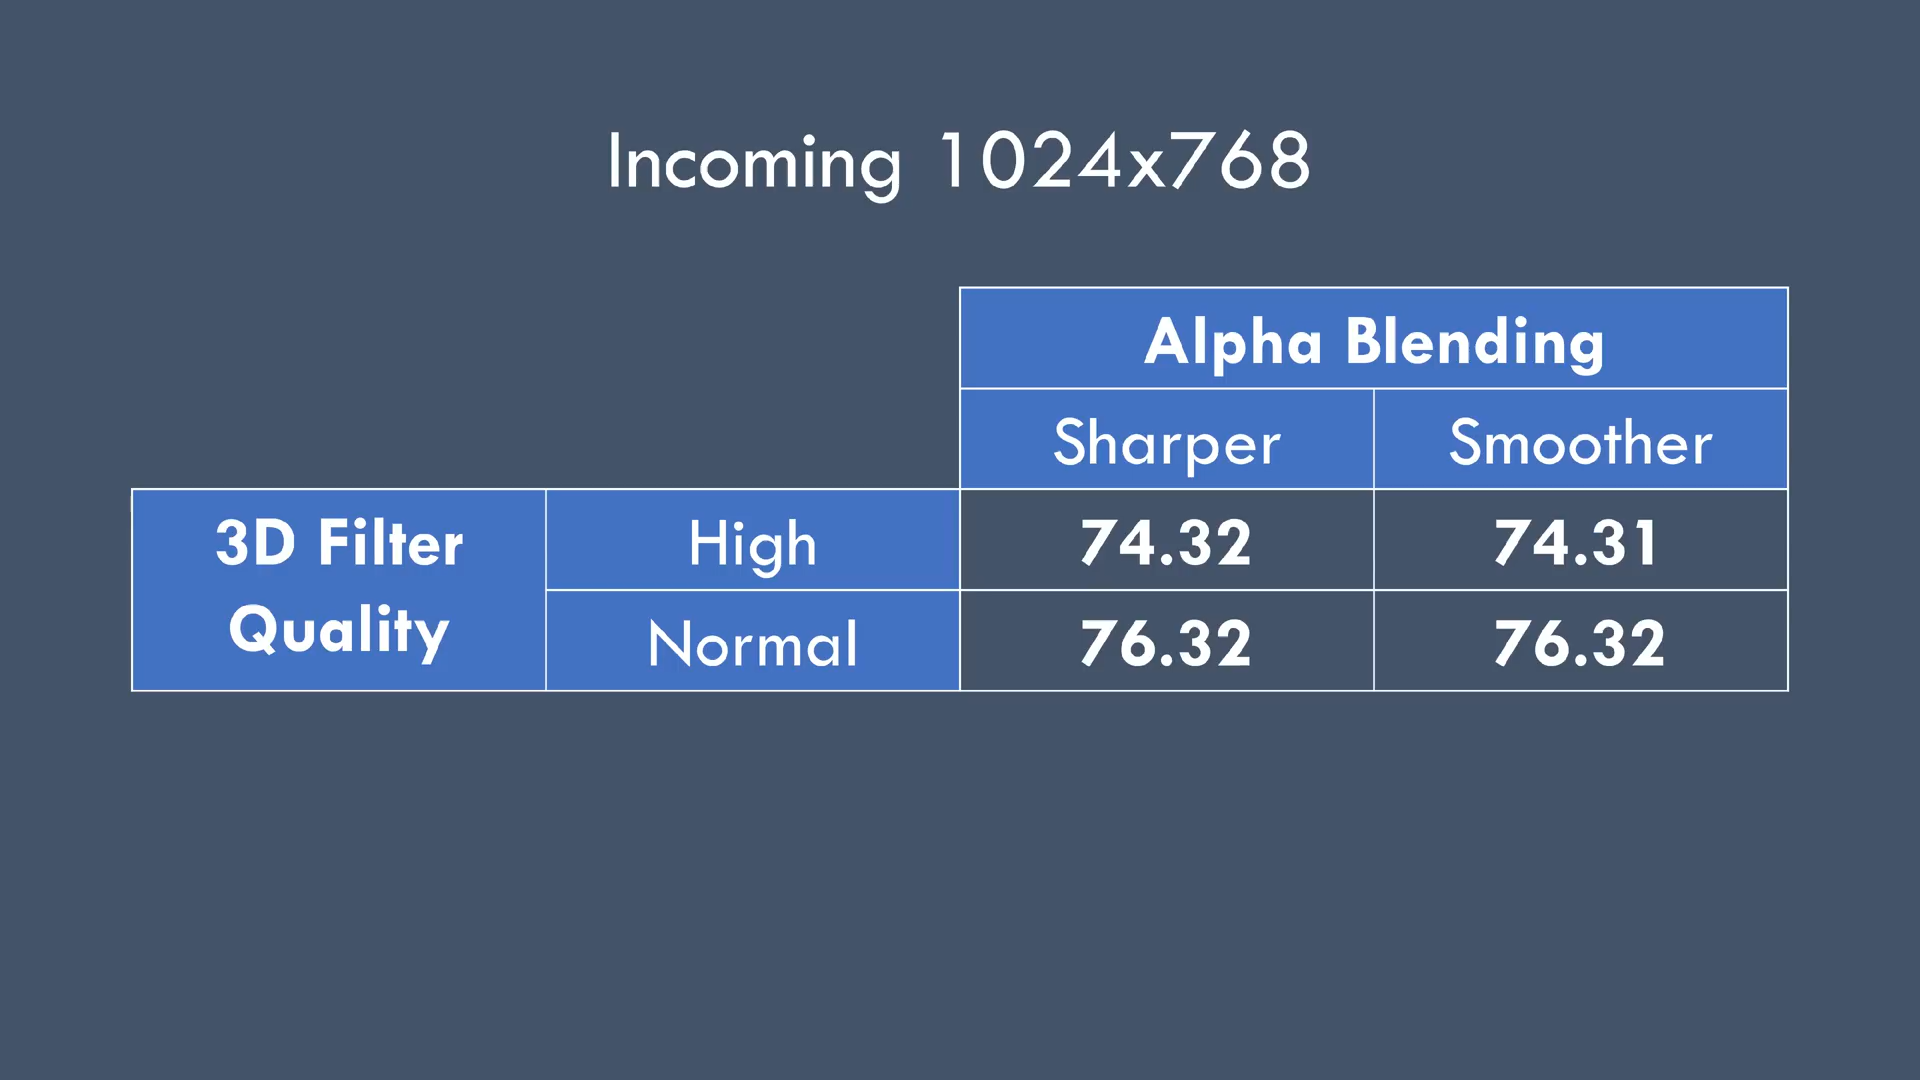 Incoming 1024x768
Alpha Blending
Sharper Smoother
3D Filter
Quality
High 74.32 74.31
Normal 76.32 76.32